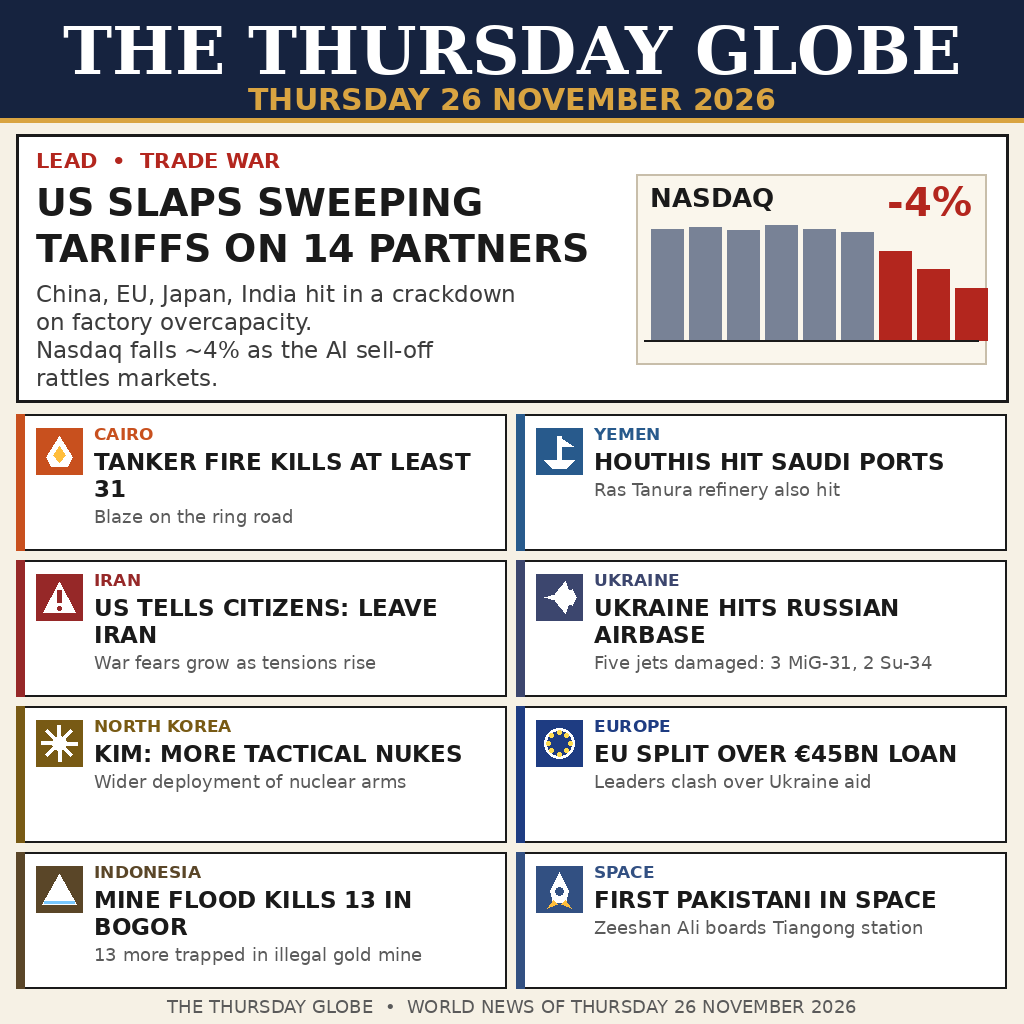 THE THURSDAY GLOBE
THURSDAY 26 NOVEMBER 2026
LEAD • TRADE WAR
US SLAPS SWEEPING
TARIFFS ON 14 PARTNERS
China, EU, Japan, India hit in a crackdown
on factory overcapacity.
Nasdaq falls ~4% as the AI sell-off
rattles markets.
NASDAQ
-4%
CAIRO
TANKER FIRE KILLS AT LEAST
31
Blaze on the ring road
YEMEN
HOUTHIS HIT SAUDI PORTS
Ras Tanura refinery also hit
IRAN
US TELLS CITIZENS: LEAVE
IRAN
War fears grow as tensions rise
UKRAINE
UKRAINE HITS RUSSIAN
AIRBASE
Five jets damaged: 3 MiG-31, 2 Su-34
NORTH KOREA
KIM: MORE TACTICAL NUKES
Wider deployment of nuclear arms
EUROPE
EU SPLIT OVER €45BN LOAN
Leaders clash over Ukraine aid
INDONESIA
MINE FLOOD KILLS 13 IN
BOGOR
13 more trapped in illegal gold mine
SPACE
FIRST PAKISTANI IN SPACE
Zeeshan Ali boards Tiangong station
THE THURSDAY GLOBE • WORLD NEWS OF THURSDAY 26 NOVEMBER 2026